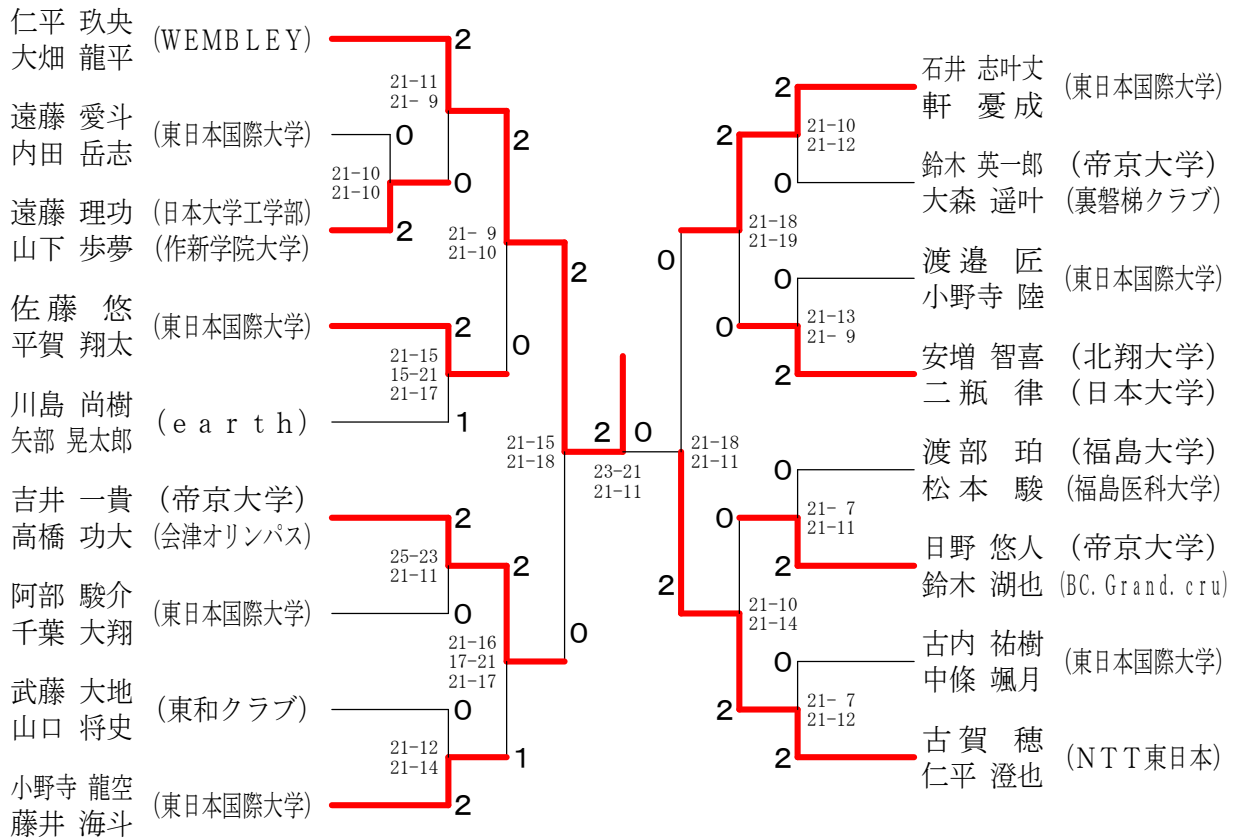 仁平 玖央
大畑 龍平
(WEMBLEY)
2
21-11
21- 9
遠藤 愛斗
内田 岳志
(東日本国際大学)
0
2
21-10
21-10
0
遠藤 理功 (日本大学工学部)
山下 歩夢 (作新学院大学)
2
21- 9
21-10
2
佐藤 悠
平賀 翔太
(東日本国際大学)
2
0
21-15
15-21
21-17
川島 尚樹
矢部 晃太郎
(earth)
1
21-15
21-18
2
0
23-21
21-11
吉井 一貴 (帝京大学)
高橋 功大 (会津オリンパス)
2
25-23
21-11
2
阿部 駿介
千葉 大翔
(東日本国際大学)
0
21-16
17-21
21-17
0
武藤 大地
山口 将史
(東和クラブ)
0
21-12
21-14
1
小野寺 龍空
藤井 海斗
(東日本国際大学)
2
石井 志叶丈
軒 憂成
(東日本国際大学)
2
2
21-10
21-12
鈴木 英一郎 (帝京大学)
大森 遥叶 (裏磐梯クラブ)
0
21-18
21-19
0
渡邉 匠
小野寺 陸
(東日本国際大学)
0
21-13
21- 9
0
安増 智喜 (北翔大学)
二瓶 律 (日本大学)
2
21-18
21-11
渡部 珀 (福島大学)
松本 駿 (福島医科大学)
0
21- 7
21-11
0
日野 悠人 (帝京大学)
鈴木 湖也 (BC.Grand.cru)
2
2
21-10
21-14
古内 祐樹
中條 颯月
(東日本国際大学)
0
21- 7
21-12
2
古賀 穂
仁平 澄也
(NTT東日本)
2